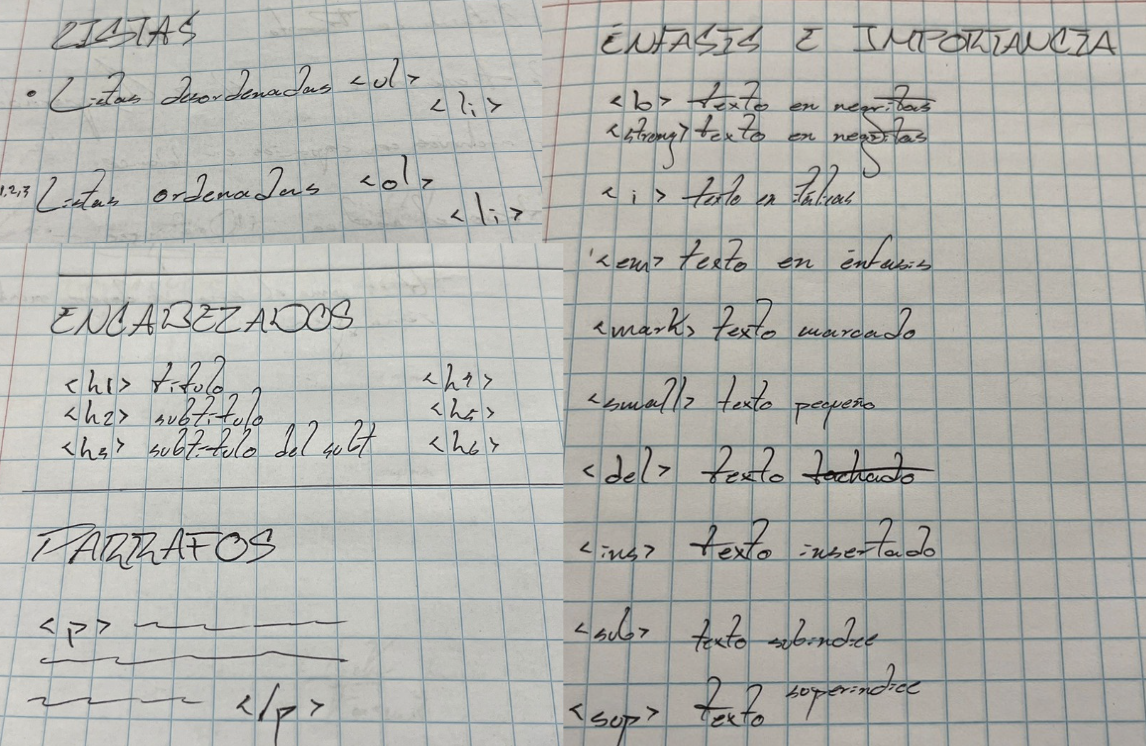 LISTAS
• Listas desordenadas <ul>
<li>
1,2,3 Listas ordenadas <ol>
<li>
ENCABEZADOS
<h1> titulo <h4>
<h2> subtitulo <h5>
<h3> subtitulo del subt <h6>
PARRAFOS
<p>
</p>
ENFASIS E IMPORTANCIA
<b> texto en negritas
<strong> texto en negritas
<i> texto en italicas
<em> texto en énfasis
<mark> texto marcado
<small> texto pequeño
<del> texto tachado
<ins> texto insertado
<sub> texto subindice
<sup> texto superindice